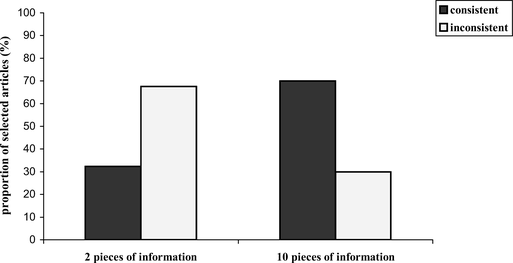 consistent
inconsistent
proportion of selected articles (%)
100
90
80
70
60
50
40
30
20
10
0
2 pieces of information
10 pieces of information